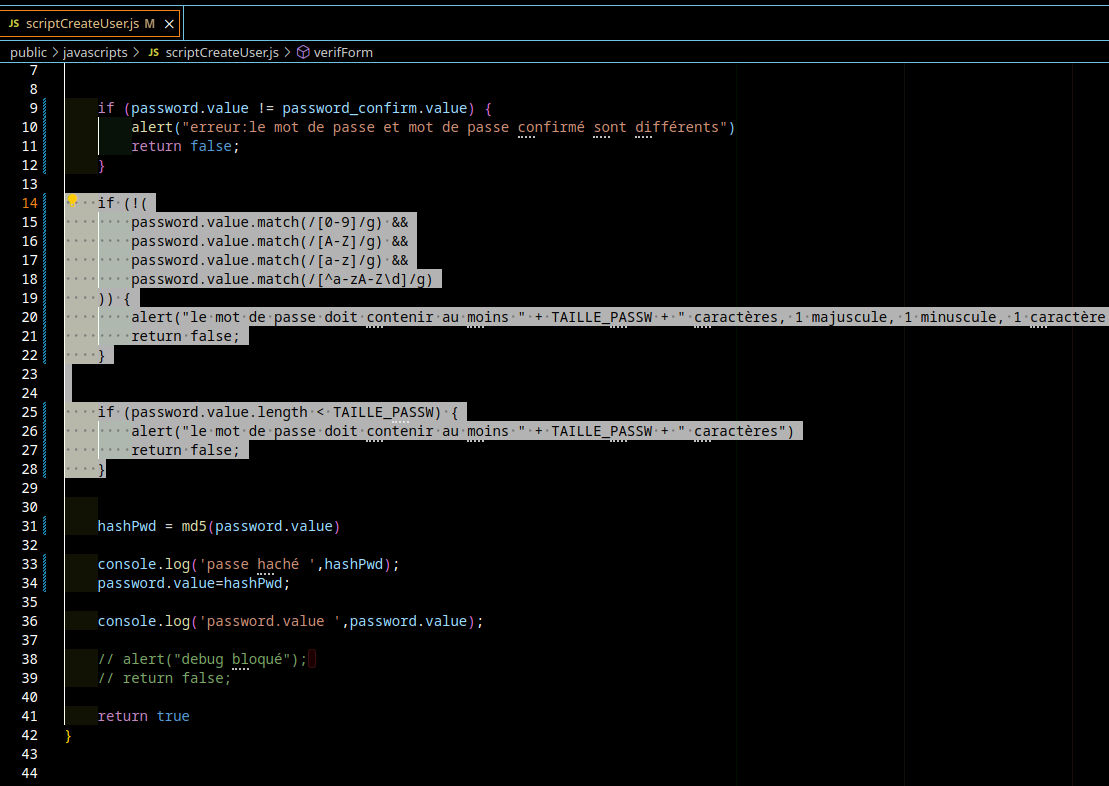 JS scriptCreateUser.js M ×
public > javascripts > JS scriptCreateUser.js > verifForm
7
8
9 if (password.value != password_confirm.value) {
10 alert("erreur:le mot de passe et mot de passe confirmé sont différents")
11 return false;
12 }
13
14 if (!(
15 password.value.match(/[0-9]/g) &&
16 password.value.match(/[A-Z]/g) &&
17 password.value.match(/[a-z]/g) &&
18 password.value.match(/[^a-zA-Z\d]/g)
19 )) {
20 alert("le mot de passe doit contenir au moins " + TAILLE_PASSW + " caractères, 1 majuscule, 1 minuscule, 1 caractère
21 return false;
22 }
23
24
25 if (password.value.length < TAILLE_PASSW) {
26 alert("le mot de passe doit contenir au moins " + TAILLE_PASSW + " caractères")
27 return false;
28 }
29
30
31 hashPwd = md5(password.value)
32
33 console.log('passe haché ',hashPwd);
34 password.value=hashPwd;
35
36 console.log('password.value ',password.value);
37
38 // alert("debug bloqué");
39 // return false;
40
41 return true
42 }
43
44